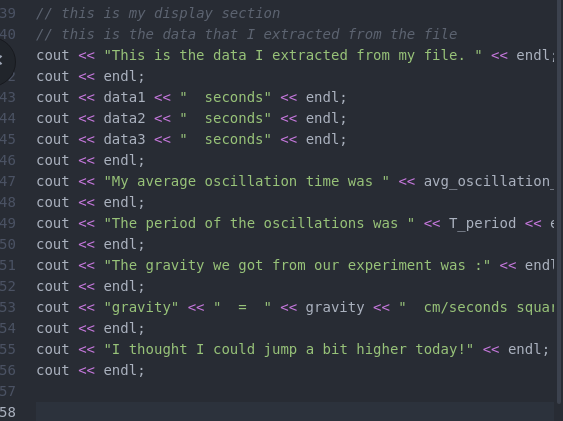 39 // this is my display section
40 // this is the data that I extracted from the file
cout << "This is the data I extracted from my file. " << endl;
2 cout << endl;
43 cout << data1 << "  seconds" << endl;
44 cout << data2 << "  seconds" << endl;
45 cout << data3 << "  seconds" << endl;
46 cout << endl;
47 cout << "My average oscillation time was " << avg_oscillation_
48 cout << endl;
49 cout << "The period of the oscillations was " << T_period << e
50 cout << endl;
51 cout << "The gravity we got from our experiment was :" << endl
52 cout << endl;
53 cout << "gravity" << "  =  " << gravity << "  cm/seconds squar
54 cout << endl;
55 cout << "I thought I could jump a bit higher today!" << endl;
56 cout << endl;
57
58